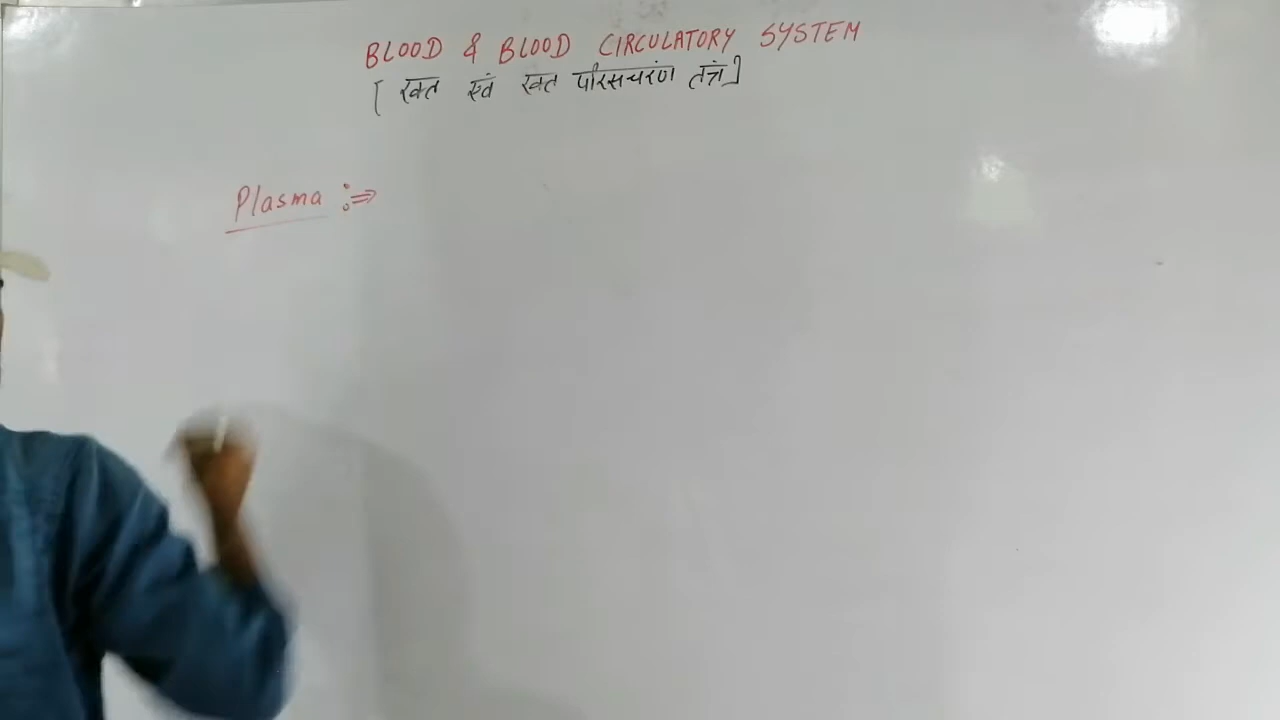 BLOOD & BLOOD CIRCULATORY SYSTEM
[ रक्त एवं रक्त परिसंचरण तंत्र ]
Plasma :⇒